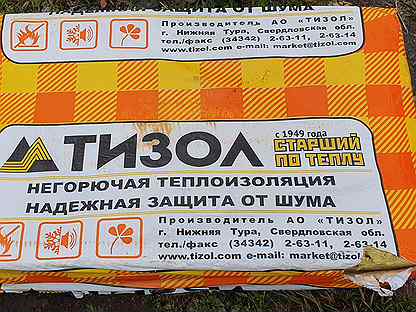 ЗАЩИТА ОТ ШУМА
Производитель АО «ТИЗОЛ»
г. Нижняя Тура, Свердловская обл.
тел./факс (34342) 2-63-11, 2-63-14
www.tizol.com e-mail: market@tizol.com
ТИЗОЛ
с 1949 года
СТАРШИЙ
ПО ТЕПЛУ
НЕГОРЮЧАЯ ТЕПЛОИЗОЛЯЦИЯ
НАДЕЖНАЯ ЗАЩИТА ОТ ШУМА
Производитель АО «ТИЗОЛ»
г. Нижняя Тура, Свердловская обл.
тел./факс (34342) 2-63-11, 2-63-14
www.tizol.com e-mail: market@tizol